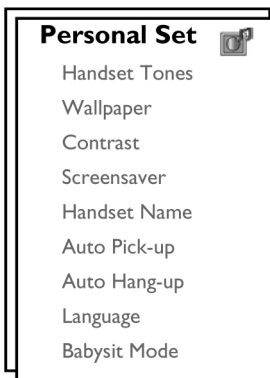 Personal Set
Handset Tones
Wallpaper
Contrast
Screensaver
Handset Name
Auto Pick-up
Auto Hang-up
Language
Babysit Mode